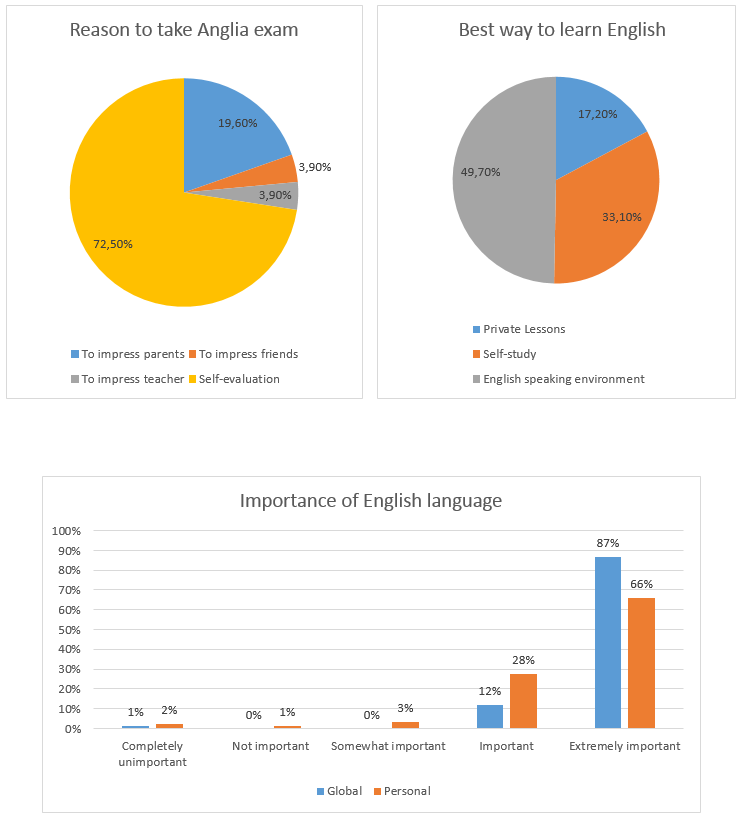 Reason to take Anglia exam
19,60%
3,90%
3,90%
72,50%
To impress parents To impress friends
To impress teacher Self-evaluation
Best way to learn English
17,20%
49,70%
33,10%
Private Lessons
Self-study
English speaking environment
Importance of English language
100%
90%
80%
70%
60%
50%
40%
30%
20%
10%
0%
1% 2% 0% 1% 0% 3% 12% 28% 87% 66%
Completely unimportant Not important Somewhat important Important Extremely important
Global Personal